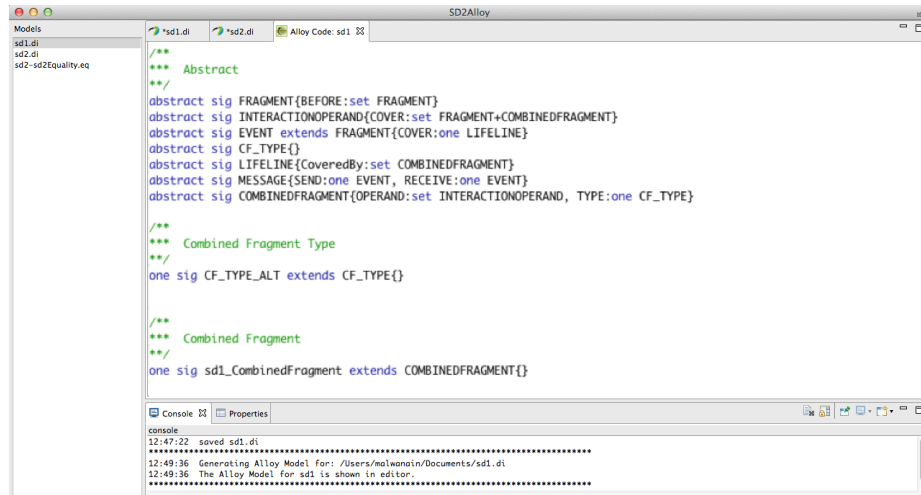 SD2Alloy
Models
sd1.di
sd2.di
sd2-sd2Equality.eq
*sd1.di *sd2.di Alloy Code: sd1
/**
*** Abstract
**/
abstract sig FRAGMENT{BEFORE:set FRAGMENT}
abstract sig INTERACTIONOPERAND{COVER:set FRAGMENT+COMBINEDFRAGMENT}
abstract sig EVENT extends FRAGMENT{COVER:one LIFELINE}
abstract sig CF_TYPE{}
abstract sig LIFELINE{CoveredBy:set COMBINEDFRAGMENT}
abstract sig MESSAGE{SEND:one EVENT, RECEIVE:one EVENT}
abstract sig COMBINEDFRAGMENT{OPERAND:set INTERACTIONOPERAND, TYPE:one CF_TYPE}
/**
*** Combined Fragment Type
**/
one sig CF_TYPE_ALT extends CF_TYPE{}
/**
*** Combined Fragment
**/
one sig sd1_CombinedFragment extends COMBINEDFRAGMENT{}
Console Properties
console
12:47:22 saved sd1.di
******************************************************************************************
12:49:36 Generating Alloy Model for: /Users/malwanain/Documents/sd1.di
12:49:36 The Alloy Model for sd1 is shown in editor.
******************************************************************************************